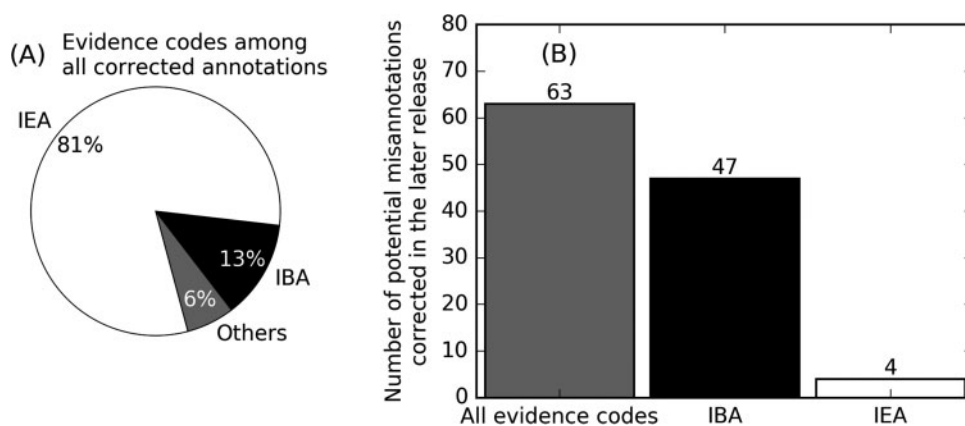 (A) Evidence codes among
all corrected annotations
IEA
81%
13%
IBA
6%
Others
(B)
Number of potential misannotations
corrected in the later release
80
70
60
50
40
30
20
10
0
63
47
4
All evidence codes
IBA
IEA